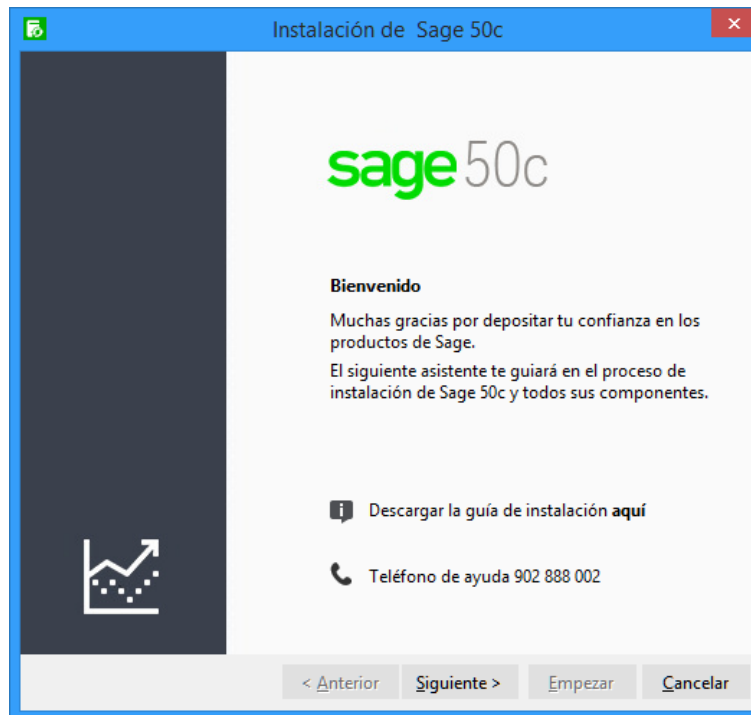 Instalación de Sage 50c
sage 50c
Bienvenido
Muchas gracias por depositar tu confianza en los
productos de Sage.
El siguiente asistente te guiará en el proceso de
instalación de Sage 50c y todos sus componentes.
Descargar la guía de instalación aquí
Teléfono de ayuda 902 888 002
< Anterior Siguiente > Empezar Cancelar